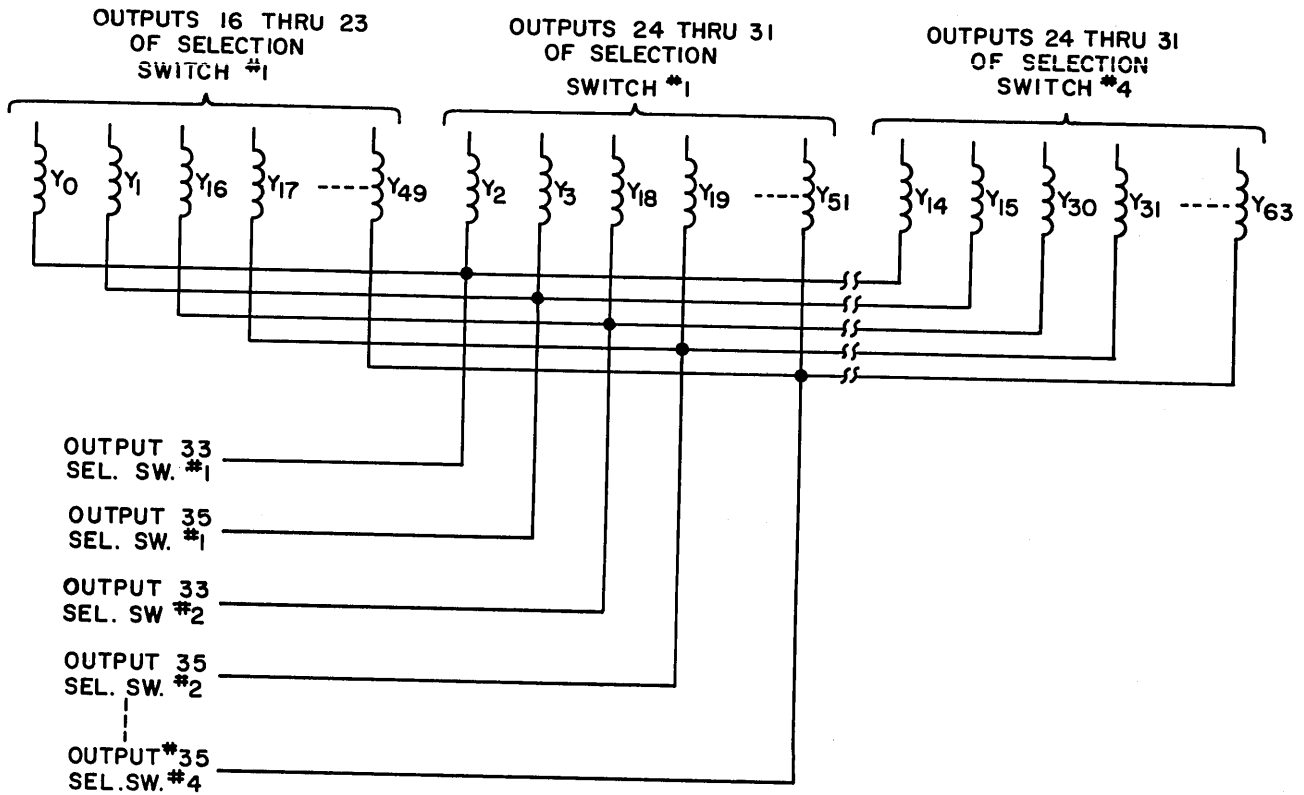 OUTPUTS 16 THRU 23
OF SELECTION
SWITCH #1
OUTPUTS 24 THRU 31
OF SELECTION
SWITCH #1
OUTPUTS 24 THRU 31
OF SELECTION
SWITCH #4
Y0 Y1 Y16 Y17 Y49 Y2 Y3 Y18 Y19 Y51 Y14 Y15 Y30 Y31 Y63
OUTPUT 33
SEL. SW. #1
OUTPUT 35
SEL. SW. #1
OUTPUT 33
SEL. SW #2
OUTPUT 35
SEL. SW. #2
OUTPUT #35
SEL.SW. #4